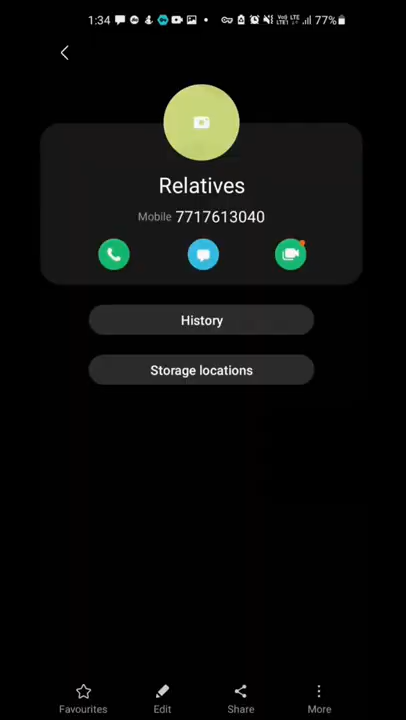 1:34 77%
Relatives
Mobile 7717613040
History
Storage locations
Favourites Edit Share More